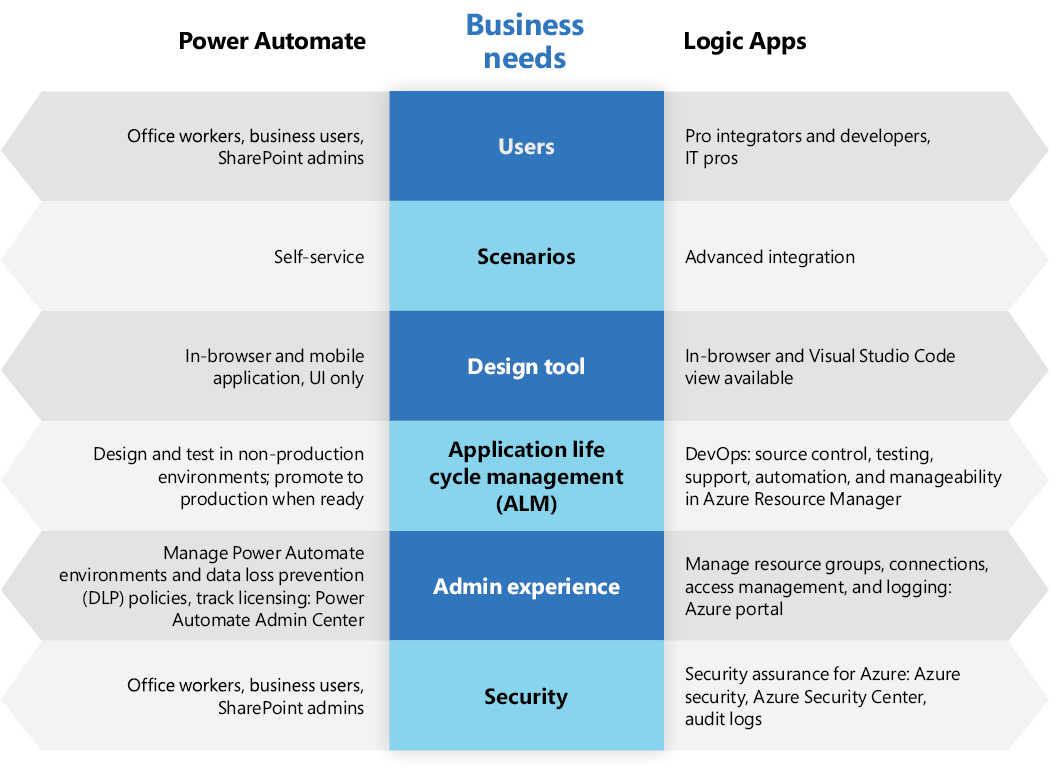 Power Automate
Business
needs
Logic Apps
Office workers, business users,
SharePoint admins
Users
Pro integrators and developers,
IT pros
Self-service
Scenarios
Advanced integration
In-browser and mobile
application, UI only
Design tool
In-browser and Visual Studio Code
view available
Design and test in non-production
environments; promote to
production when ready
Application life
cycle management
(ALM)
DevOps: source control, testing,
support, automation, and manageability
in Azure Resource Manager
Manage Power Automate
environments and data loss prevention
(DLP) policies, track licensing: Power
Automate Admin Center
Admin experience
Manage resource groups, connections,
access management, and logging:
Azure portal
Office workers, business users,
SharePoint admins
Security
Security assurance for Azure: Azure
security, Azure Security Center,
audit logs